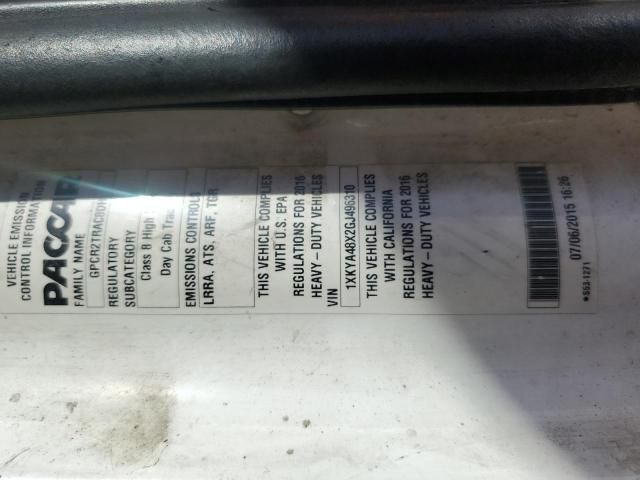 VEHICLE EMISSION
CONTROL INFORMATION
PACCAR
FAMILY NAME
REGULATORY
SUBCATEGORY
Class 8 High
Day Cab Trac
EMISSIONS CONTROLS
LRRA, ATS, ARF, TGR
THIS VEHICLE COMPLIES
WITH U.S. EPA
REGULATIONS FOR 2016
HEAVY – DUTY VEHICLES
VIN
1XKYA48X2GJ496310
THIS VEHICLE COMPLIES
WITH CALIFORNIA
REGULATIONS FOR 2016
HEAVY – DUTY VEHICLES
07/06/2015 16:26
*S53-1271